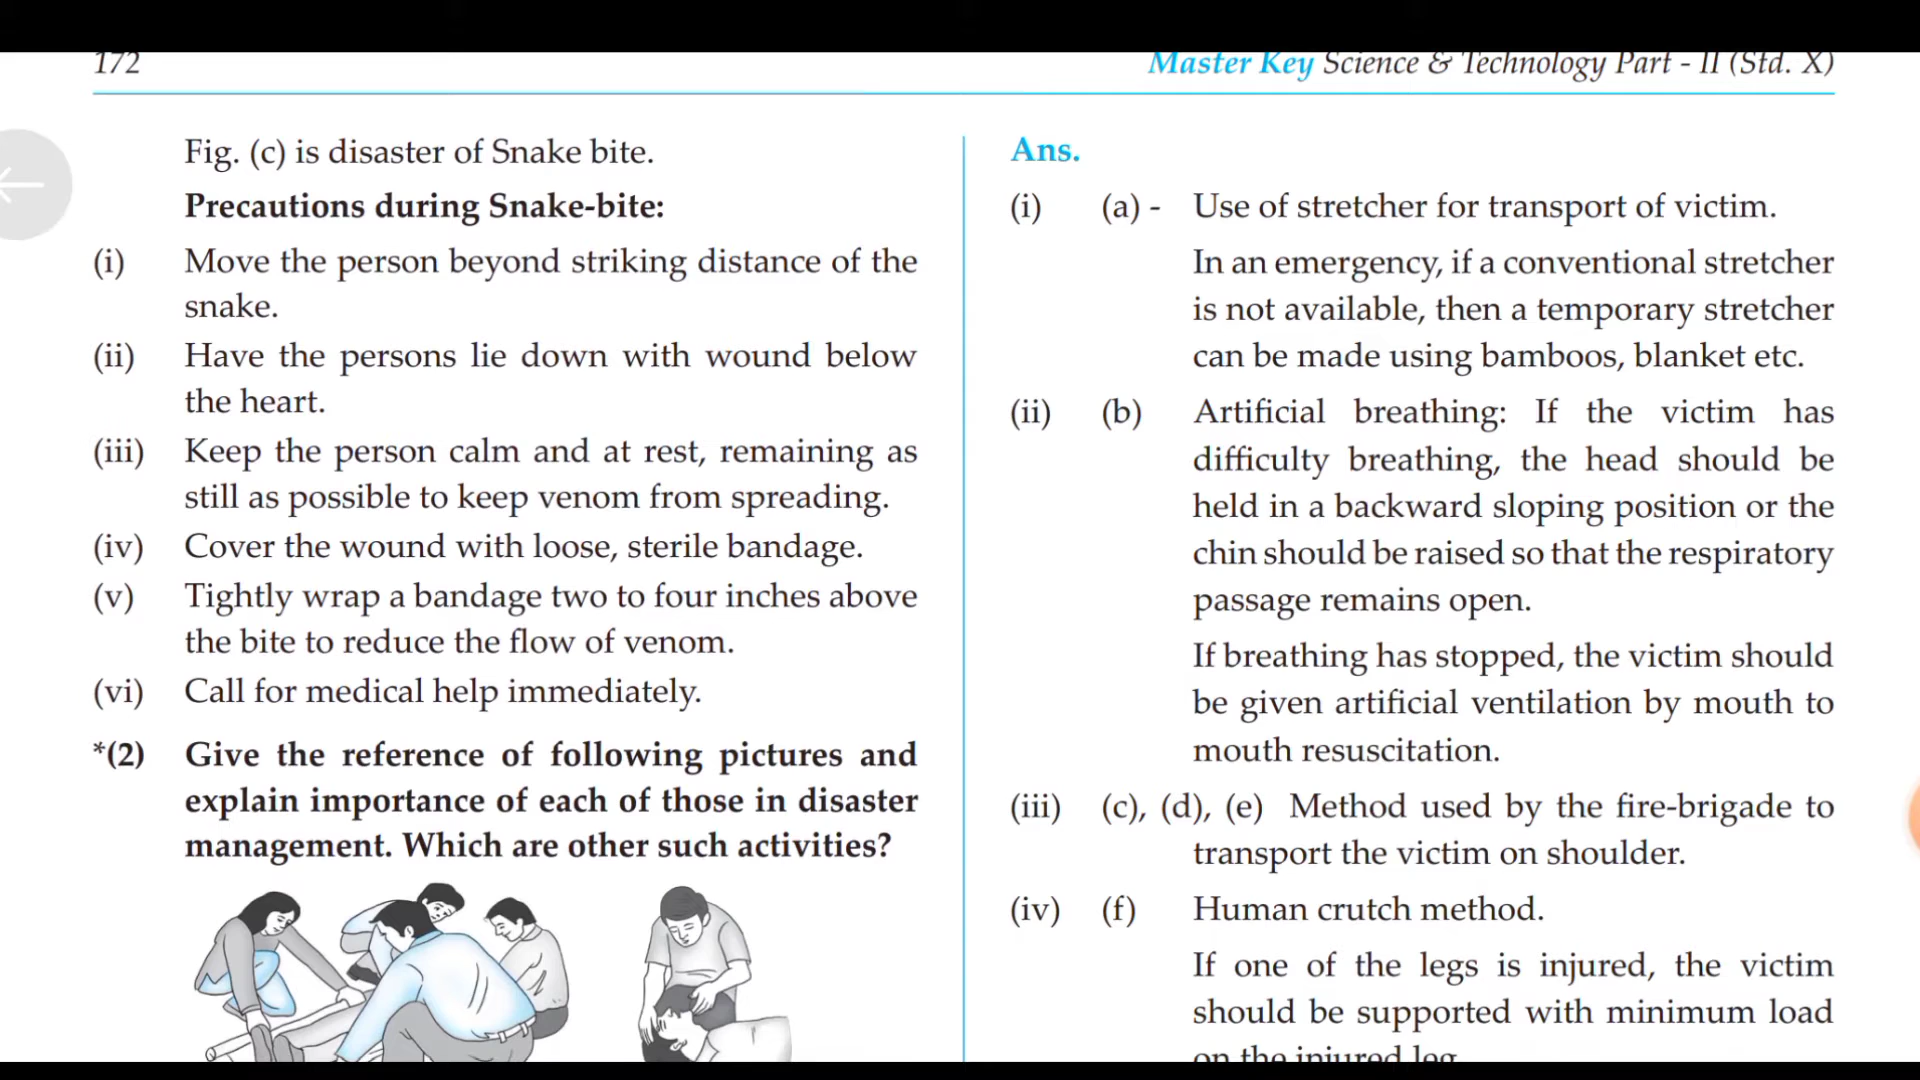 172
Master Key Science & Technology Part - II (Std. X)
Fig. (c) is disaster of Snake bite.
Precautions during Snake-bite:
(i) Move the person beyond striking distance of the
snake.
(ii) Have the persons lie down with wound below
the heart.
(iii) Keep the person calm and at rest, remaining as
still as possible to keep venom from spreading.
(iv) Cover the wound with loose, sterile bandage.
(v) Tightly wrap a bandage two to four inches above
the bite to reduce the flow of venom.
(vi) Call for medical help immediately.
*(2) Give the reference of following pictures and
explain importance of each of those in disaster
management. Which are other such activities?
Ans.
(i) (a) - Use of stretcher for transport of victim.
In an emergency, if a conventional stretcher
is not available, then a temporary stretcher
can be made using bamboos, blanket etc.
(ii) (b) Artificial breathing: If the victim has
difficulty breathing, the head should be
held in a backward sloping position or the
chin should be raised so that the respiratory
passage remains open.
If breathing has stopped, the victim should
be given artificial ventilation by mouth to
mouth resuscitation.
(iii) (c), (d), (e) Method used by the fire-brigade to
transport the victim on shoulder.
(iv) (f) Human crutch method.
If one of the legs is injured, the victim
should be supported with minimum load
on the injured leg.